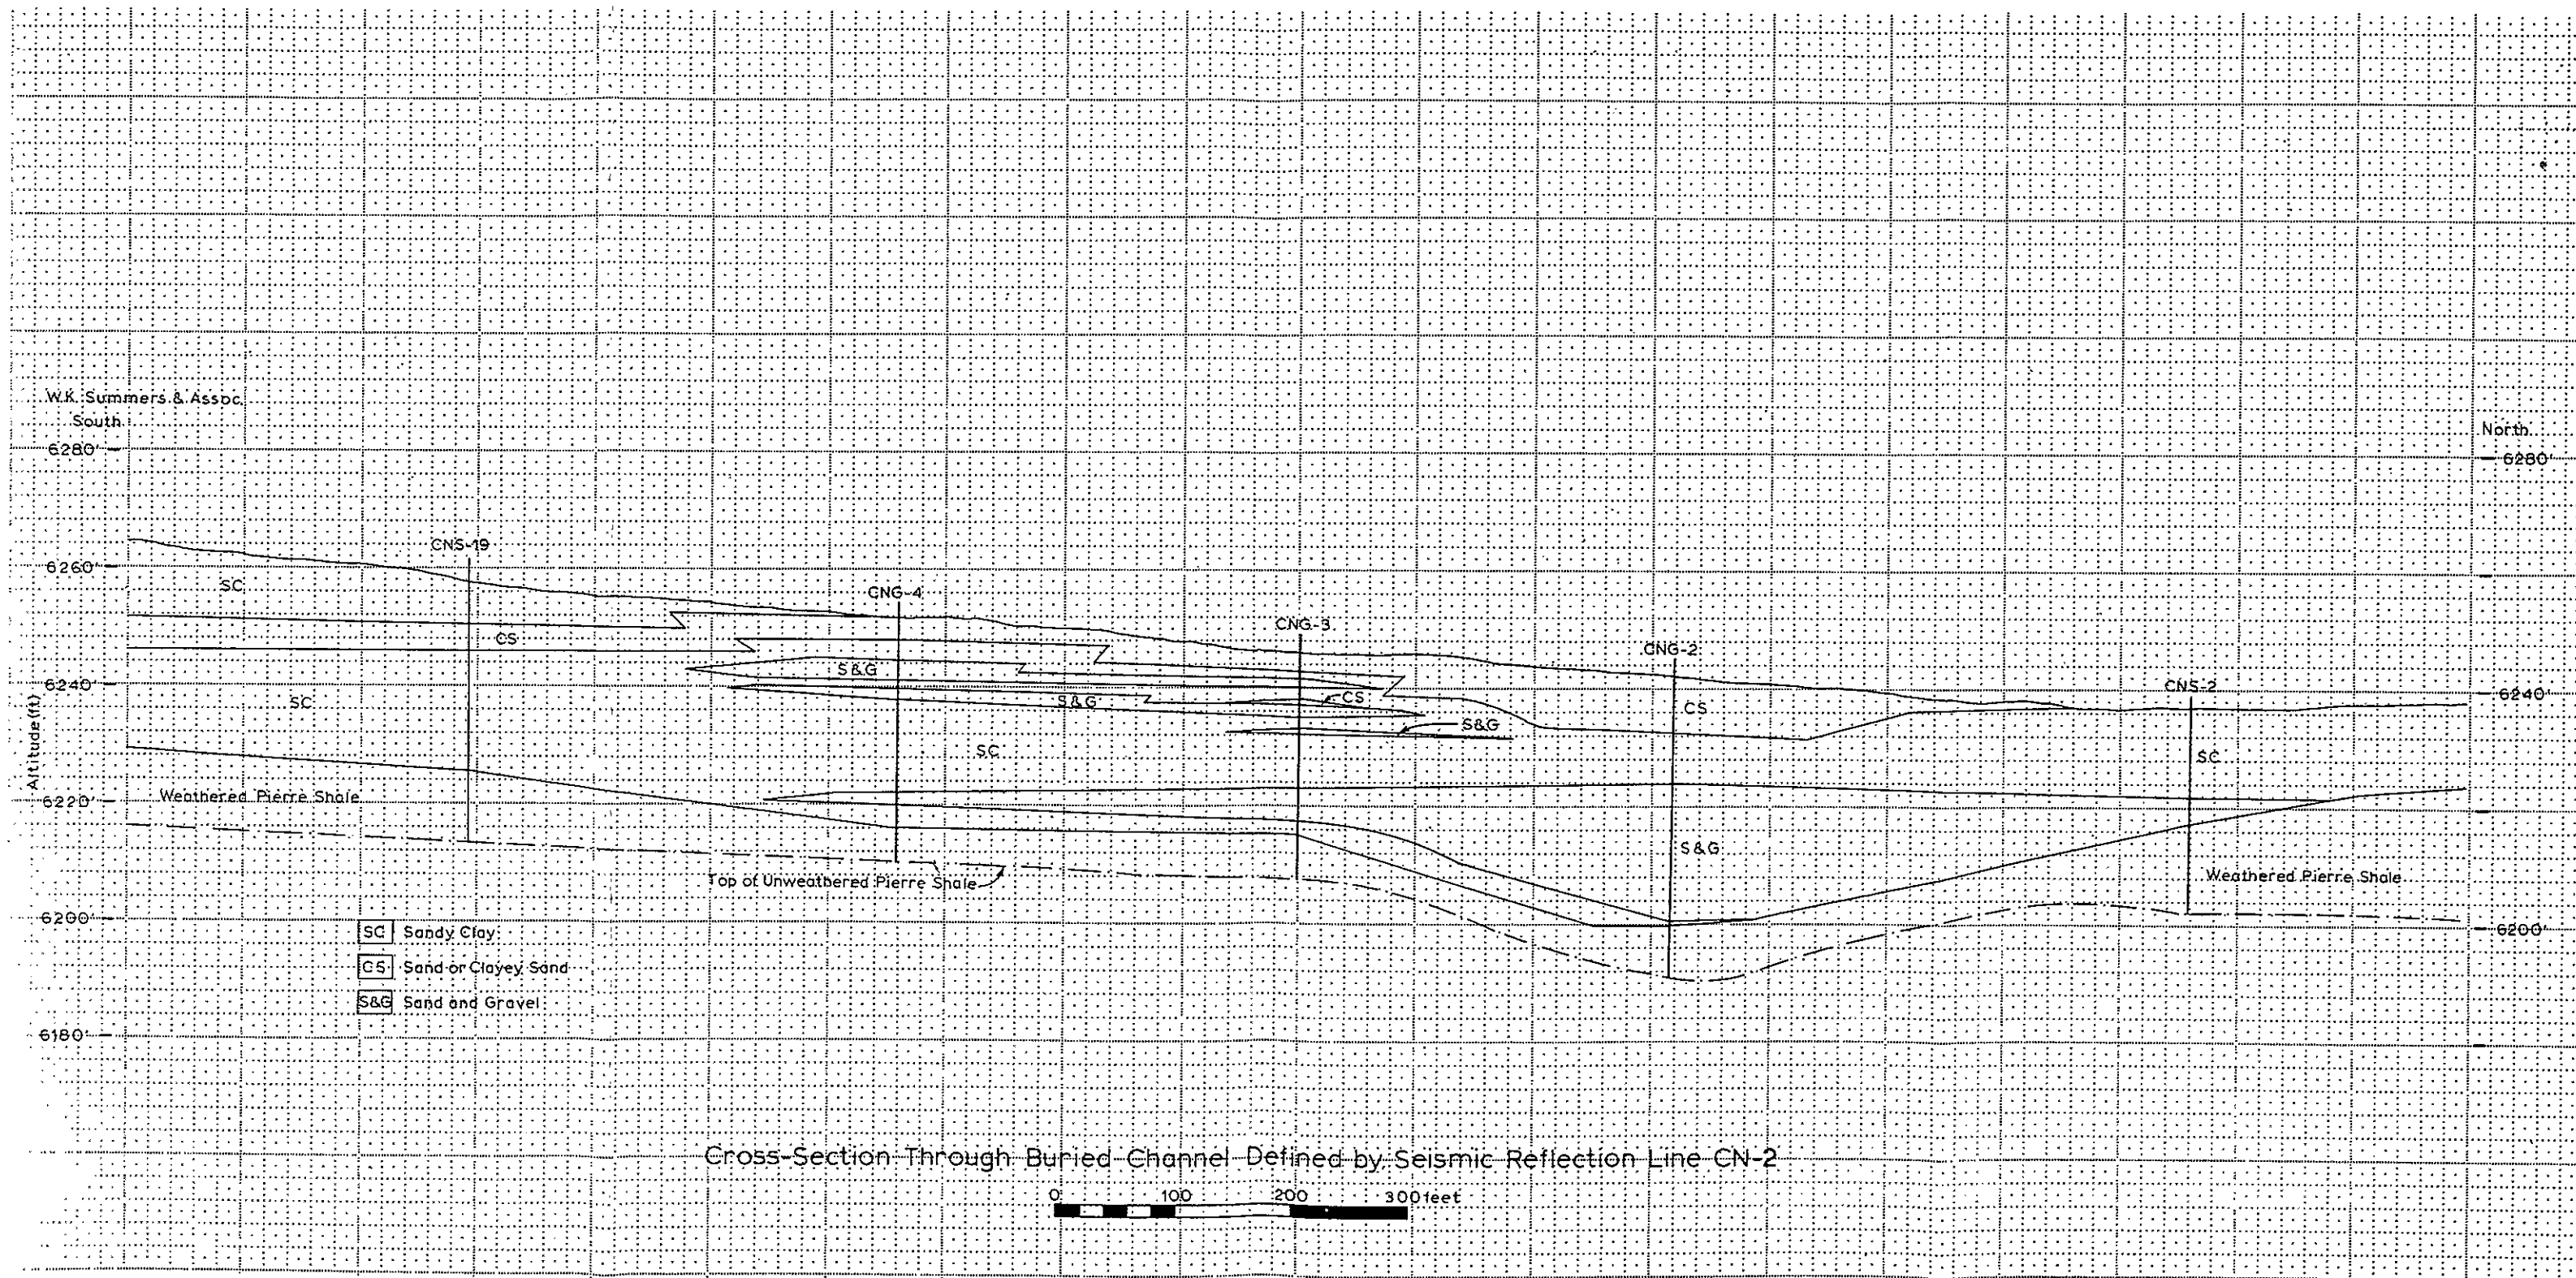 W.K. Summers & Assoc.
South
North
6280'
6280'
CNS-19
6260'
SC
CNG-4
CNG-3
CNG-2
CNS-2
CS
S&G
6240'
6240'
SC
S&G
CS
CS
S&G
SC
SC
Altitude (ft)
6220'
Weathered Pierre Shale
S&G
Top of Unweathered Pierre Shale
Weathered Pierre Shale
6200'
6200'
SC Sandy Clay
CS Sand or Clayey Sand
S&G Sand and Gravel
6180'
Cross-Section Through Buried Channel Defined by Seismic Reflection Line CN-2
0 100 200 300 feet